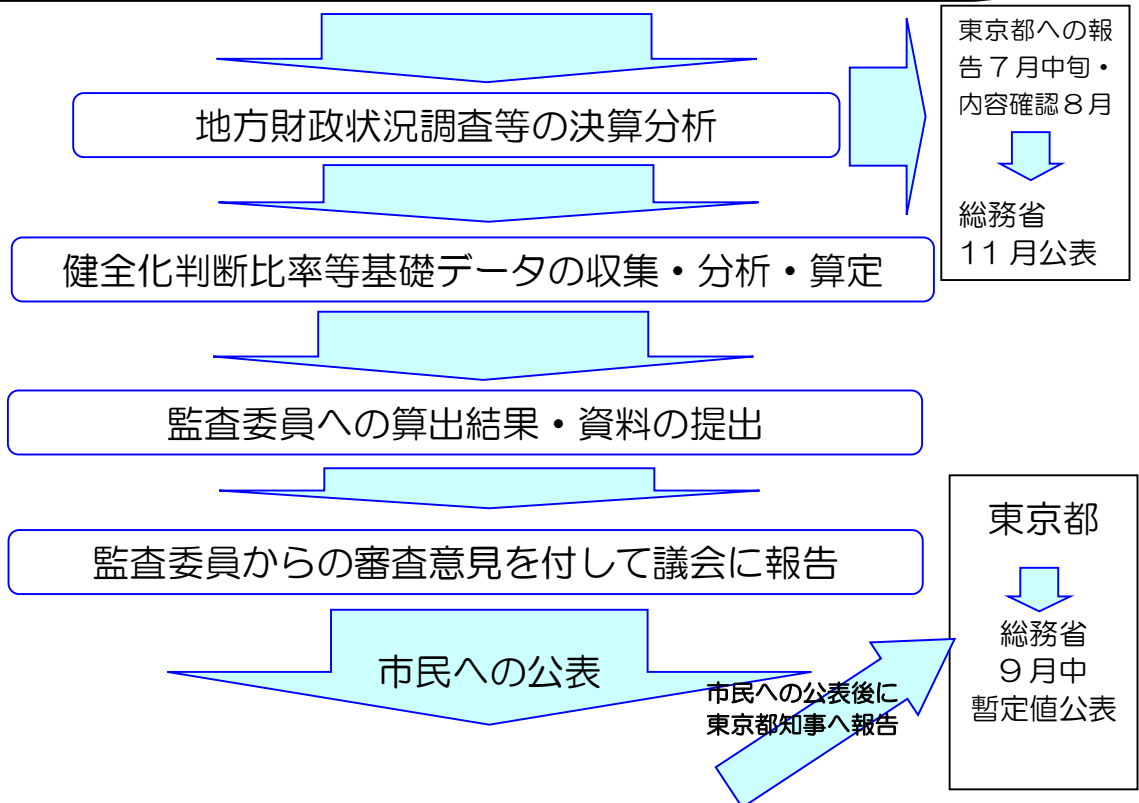 地方財政状況調査等の決算分析
東京都への報
告７月中旬・
内容確認８月
総務省
11 月公表
健全化判断比率等基礎データの収集・分析・算定
監査委員への算出結果・資料の提出
監査委員からの審査意見を付して議会に報告
市民への公表
市民への公表後に
東京都知事へ報告
東京都
総務省
９月中
暫定値公表